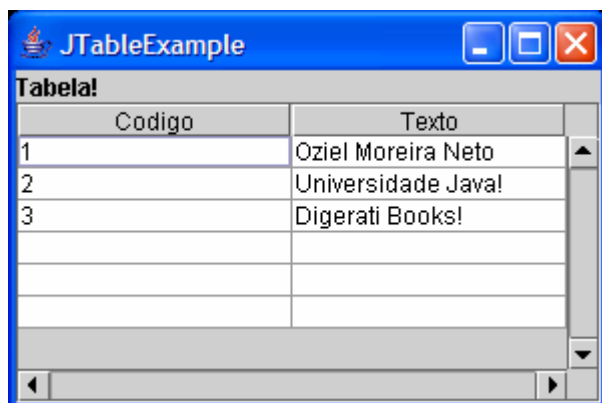 JTableExample
Tabela!
Codigo Texto
1 Oziel Moreira Neto
2 Universidade Java!
3 Digerati Books!